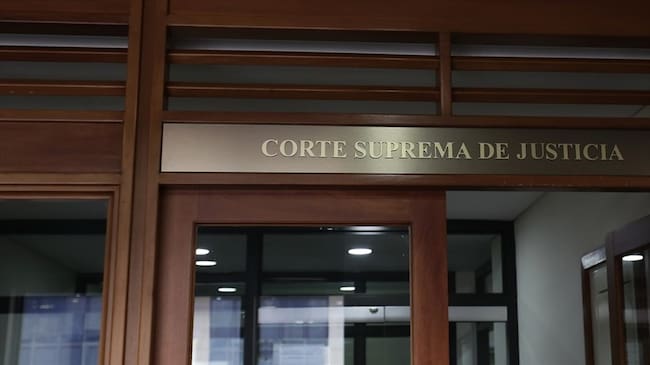 CORTE SUPREMA DE JUSTICIA